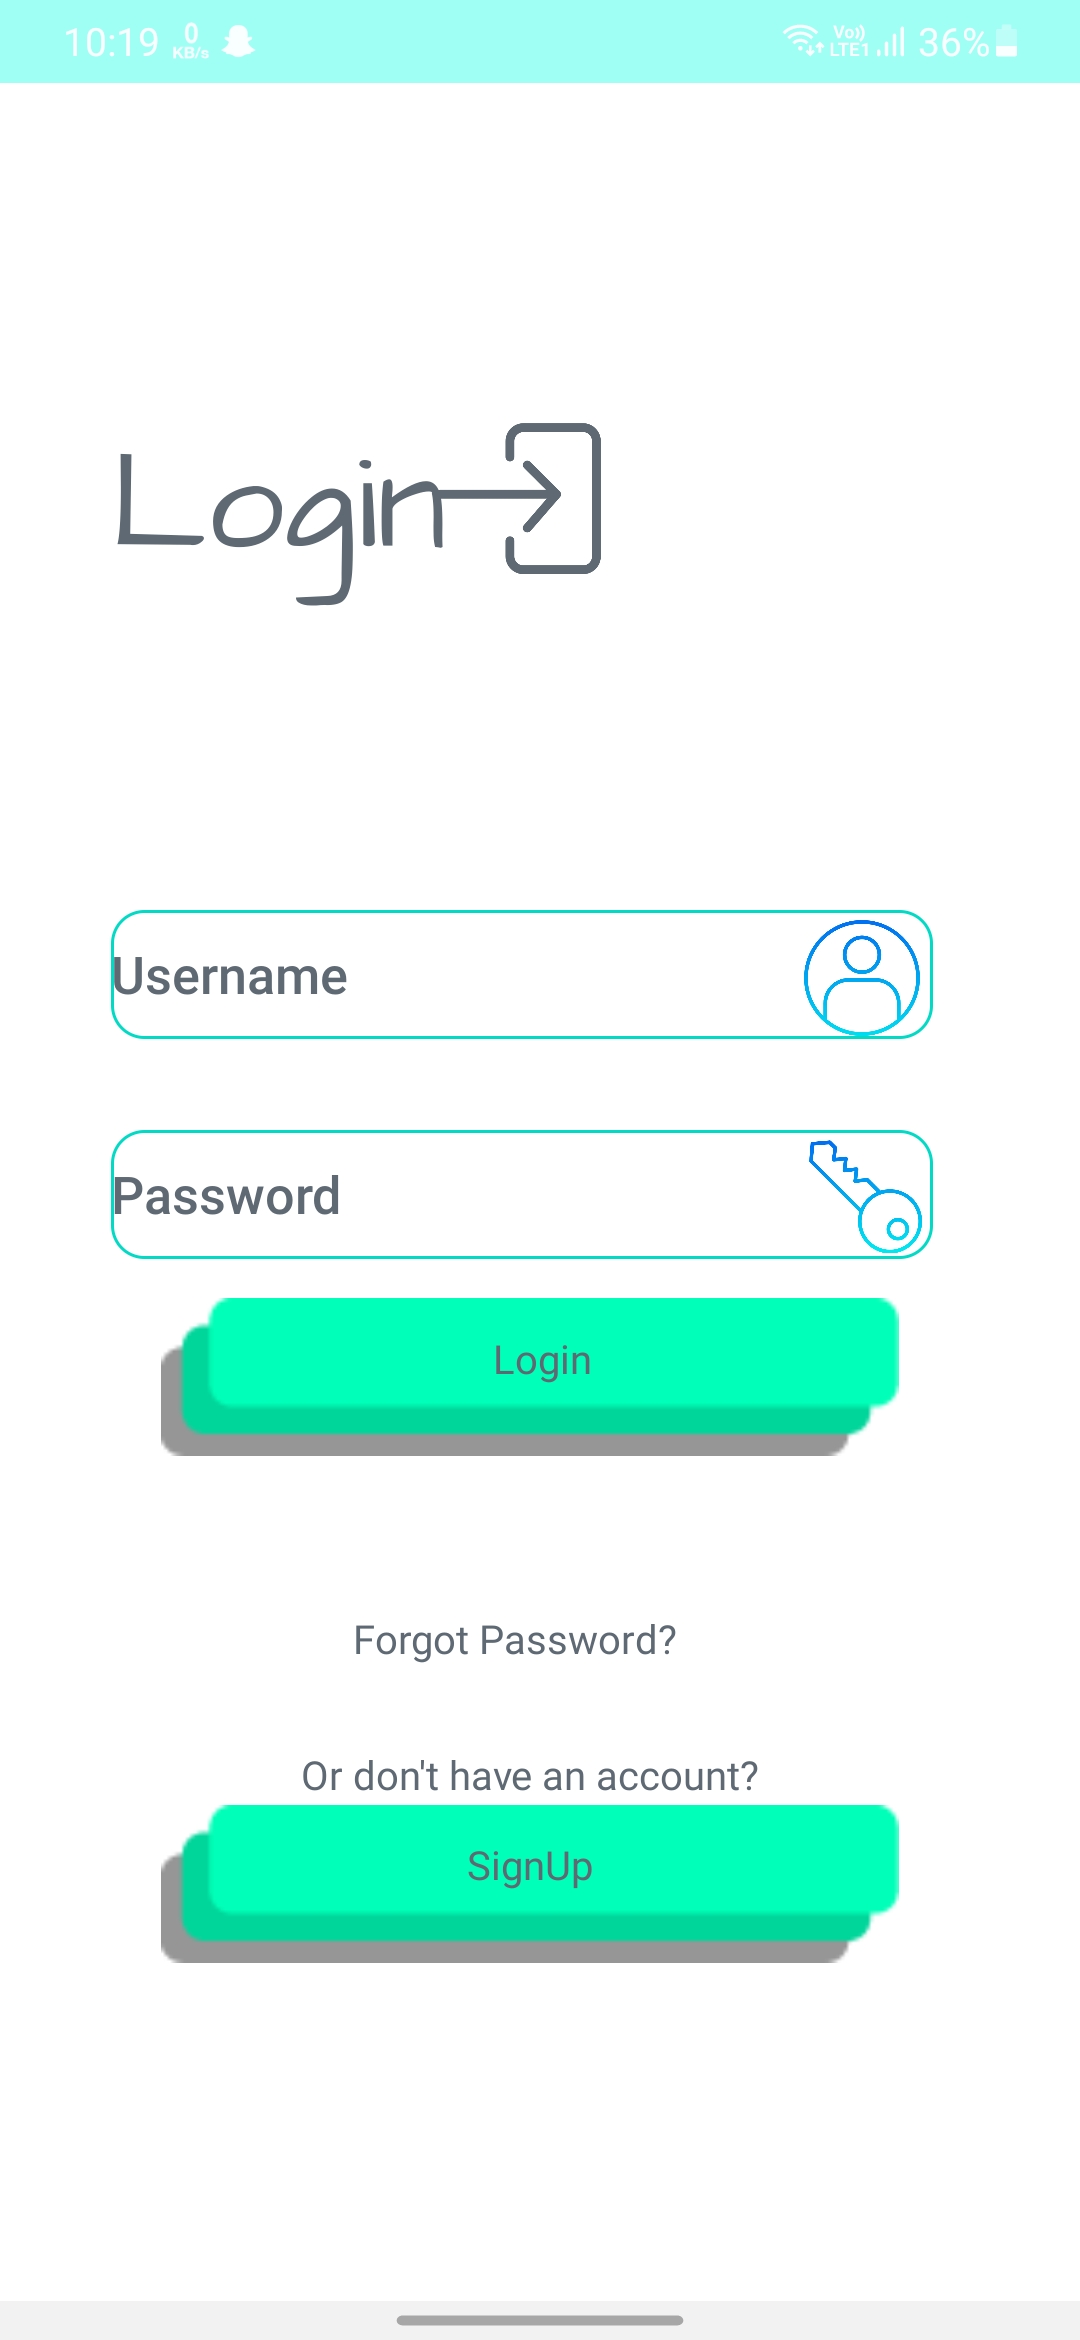 10:19 0 KB/s Vo)) LTE1 36%
Login
Username
Password
Login
Forgot Password?
Or don't have an account?
SignUp